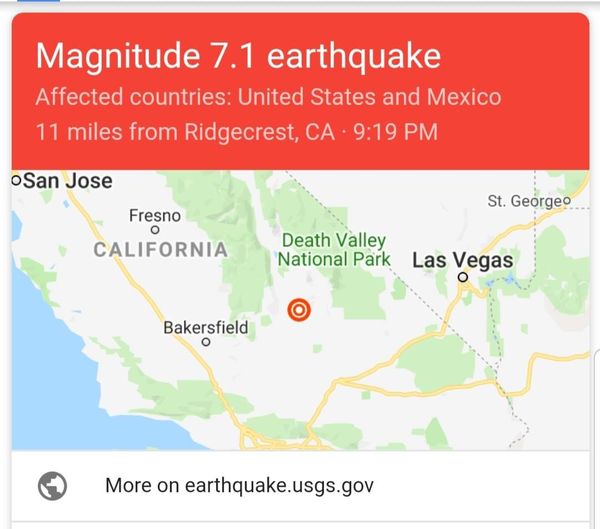 Magnitude 7.1 earthquake
Affected countries: United States and Mexico
11 miles from Ridgecrest, CA · 9:19 PM
San Jose
St. George
Fresno
CALIFORNIA
Death Valley
National Park
Las Vegas
Bakersfield
More on earthquake.usgs.gov